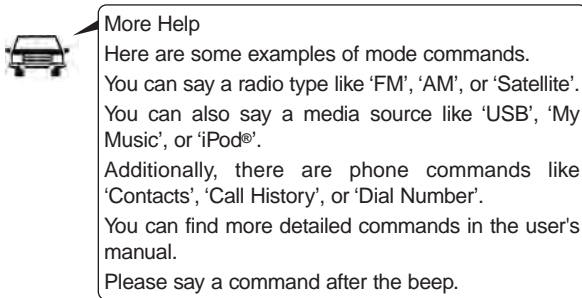 More Help
Here are some examples of mode commands.
You can say a radio type like ‘FM’, ‘AM’, or ‘Satellite’.
You can also say a media source like ‘USB’, ‘My
Music’, or ‘iPod®’.
Additionally, there are phone commands like
‘Contacts’, ‘Call History’, or ‘Dial Number’.
You can find more detailed commands in the user's
manual.
Please say a command after the beep.